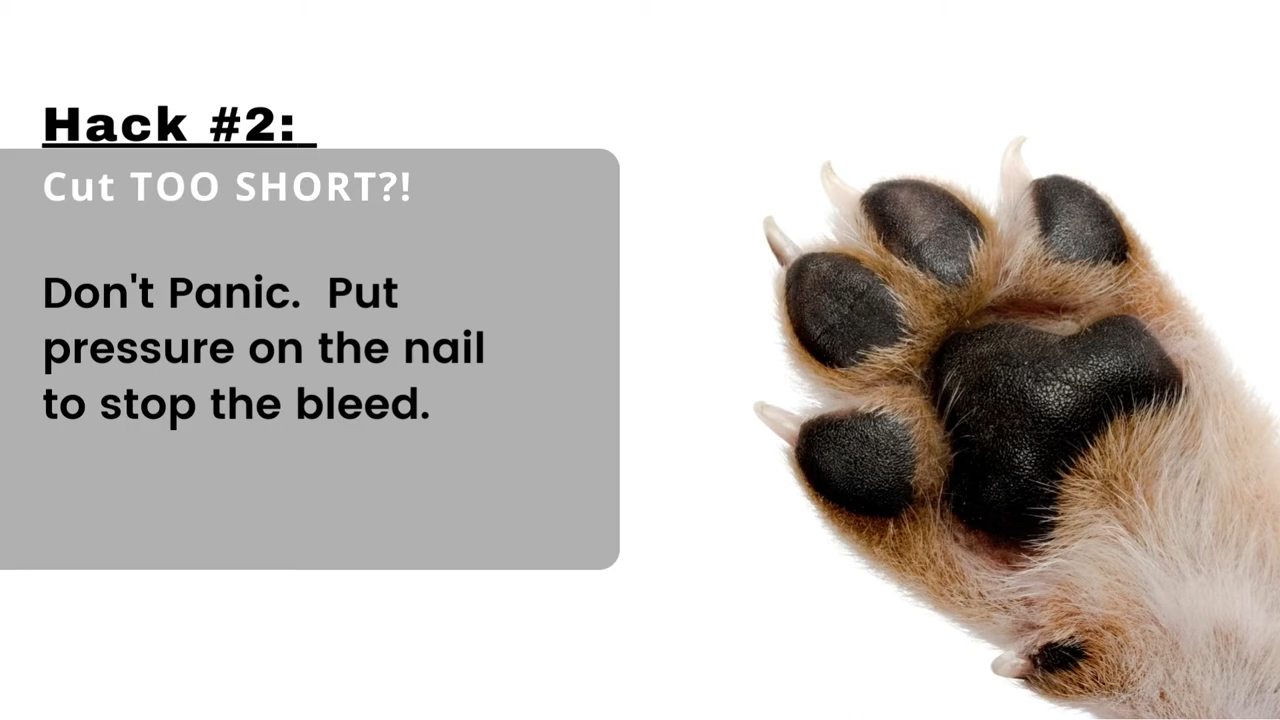 Hack #2:
Cut TOO SHORT?!
Don't Panic.  Put
pressure on the nail
to stop the bleed.